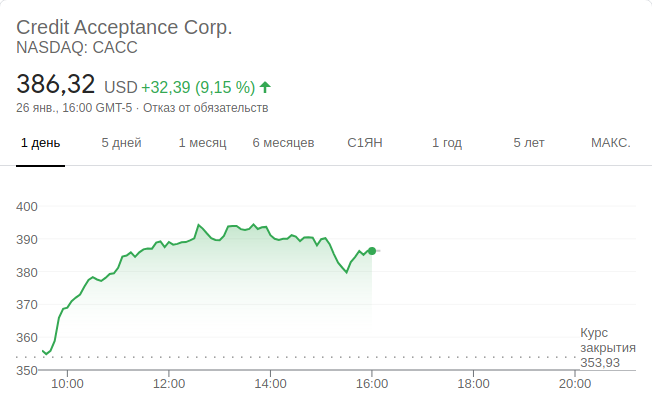 Credit Acceptance Corp.
NASDAQ: CACC
386,32 USD +32,39 (9,15 %)
26 янв., 16:00 GMT-5 · Отказ от обязательств
1 день 5 дней 1 месяц 6 месяцев С1ЯН 1 год 5 лет МАКС.
400
390
380
370
360
350
Курс
закрытия
353,93
10:00 12:00 14:00 16:00 18:00 20:00